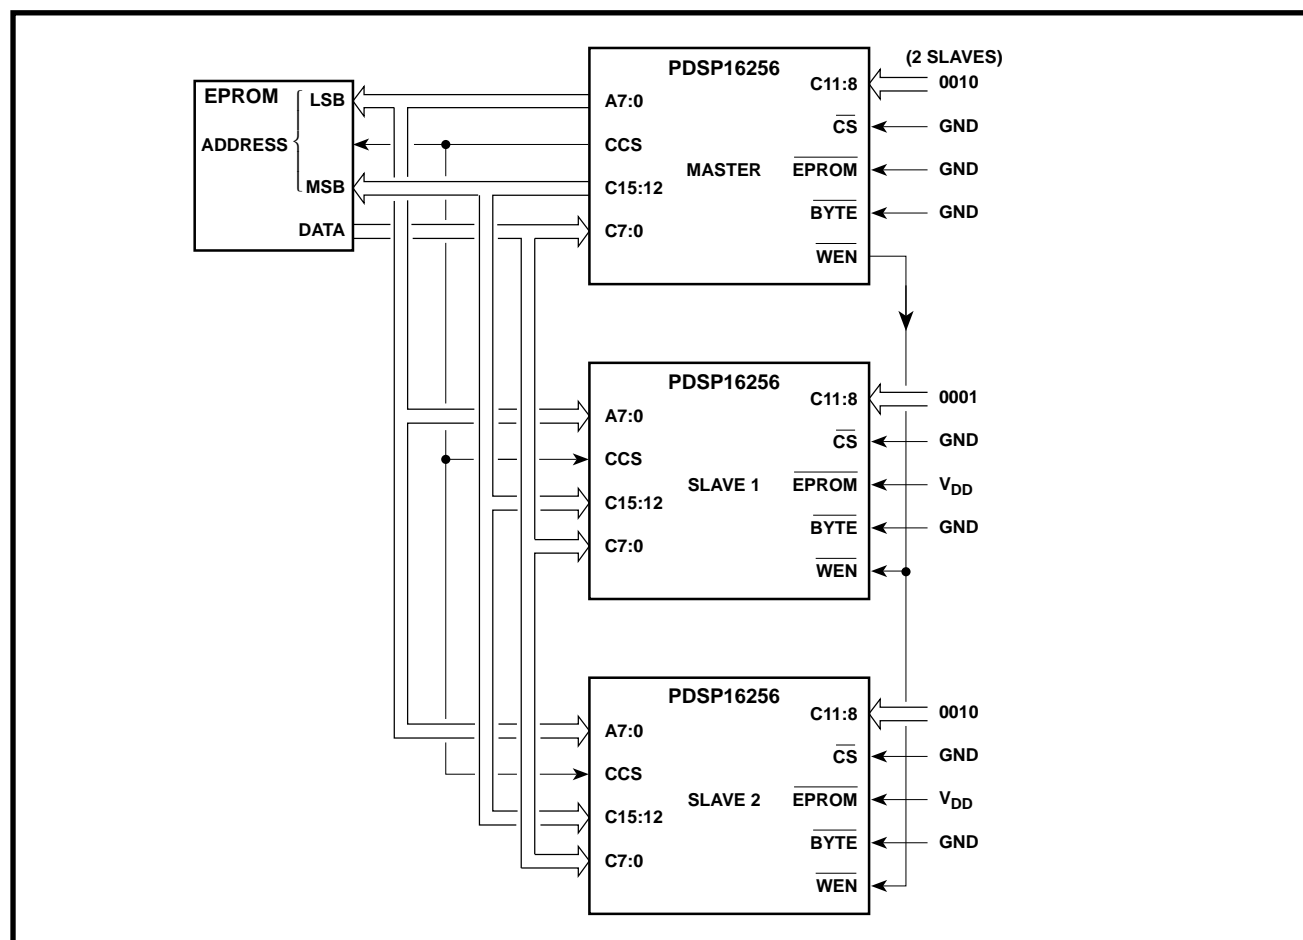 EPROM
LSB
ADDRESS
MSB
DATA
PDSP16256
A7:0
CCS
MASTER
C15:12
C7:0
C11:8
CS
EPROM
BYTE
WEN
(2 SLAVES)
0010
GND
GND
GND
PDSP16256
A7:0
CCS
SLAVE 1
C15:12
C7:0
C11:8
CS
EPROM
BYTE
WEN
0001
GND
VDD
GND
PDSP16256
A7:0
CCS
SLAVE 2
C15:12
C7:0
C11:8
CS
EPROM
BYTE
WEN
0010
GND
VDD
GND